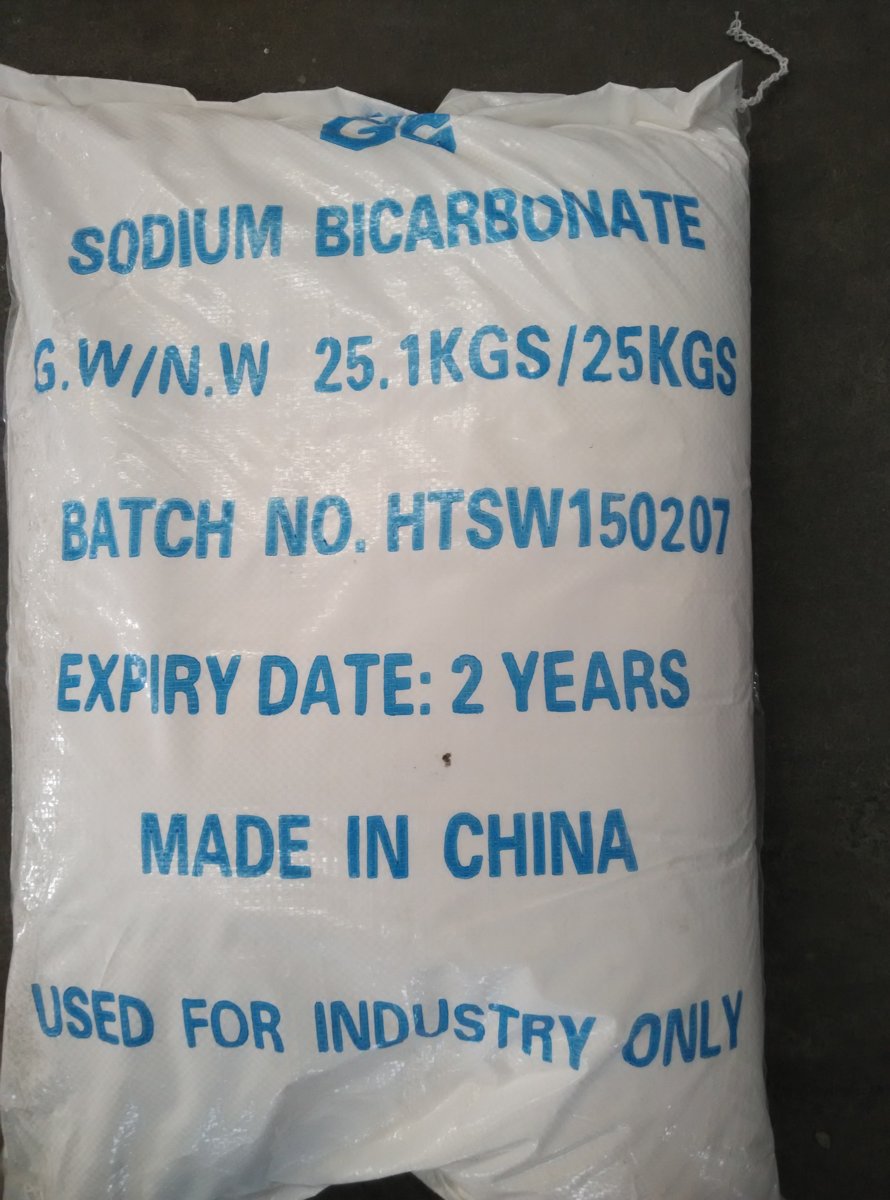 SODIUM BICARBONATE
G.W/N.W 25.1KGS/25KGS
BATCH NO. HTSW150207
EXPIRY DATE: 2 YEARS
MADE IN CHINA
USED FOR INDUSTRY ONLY